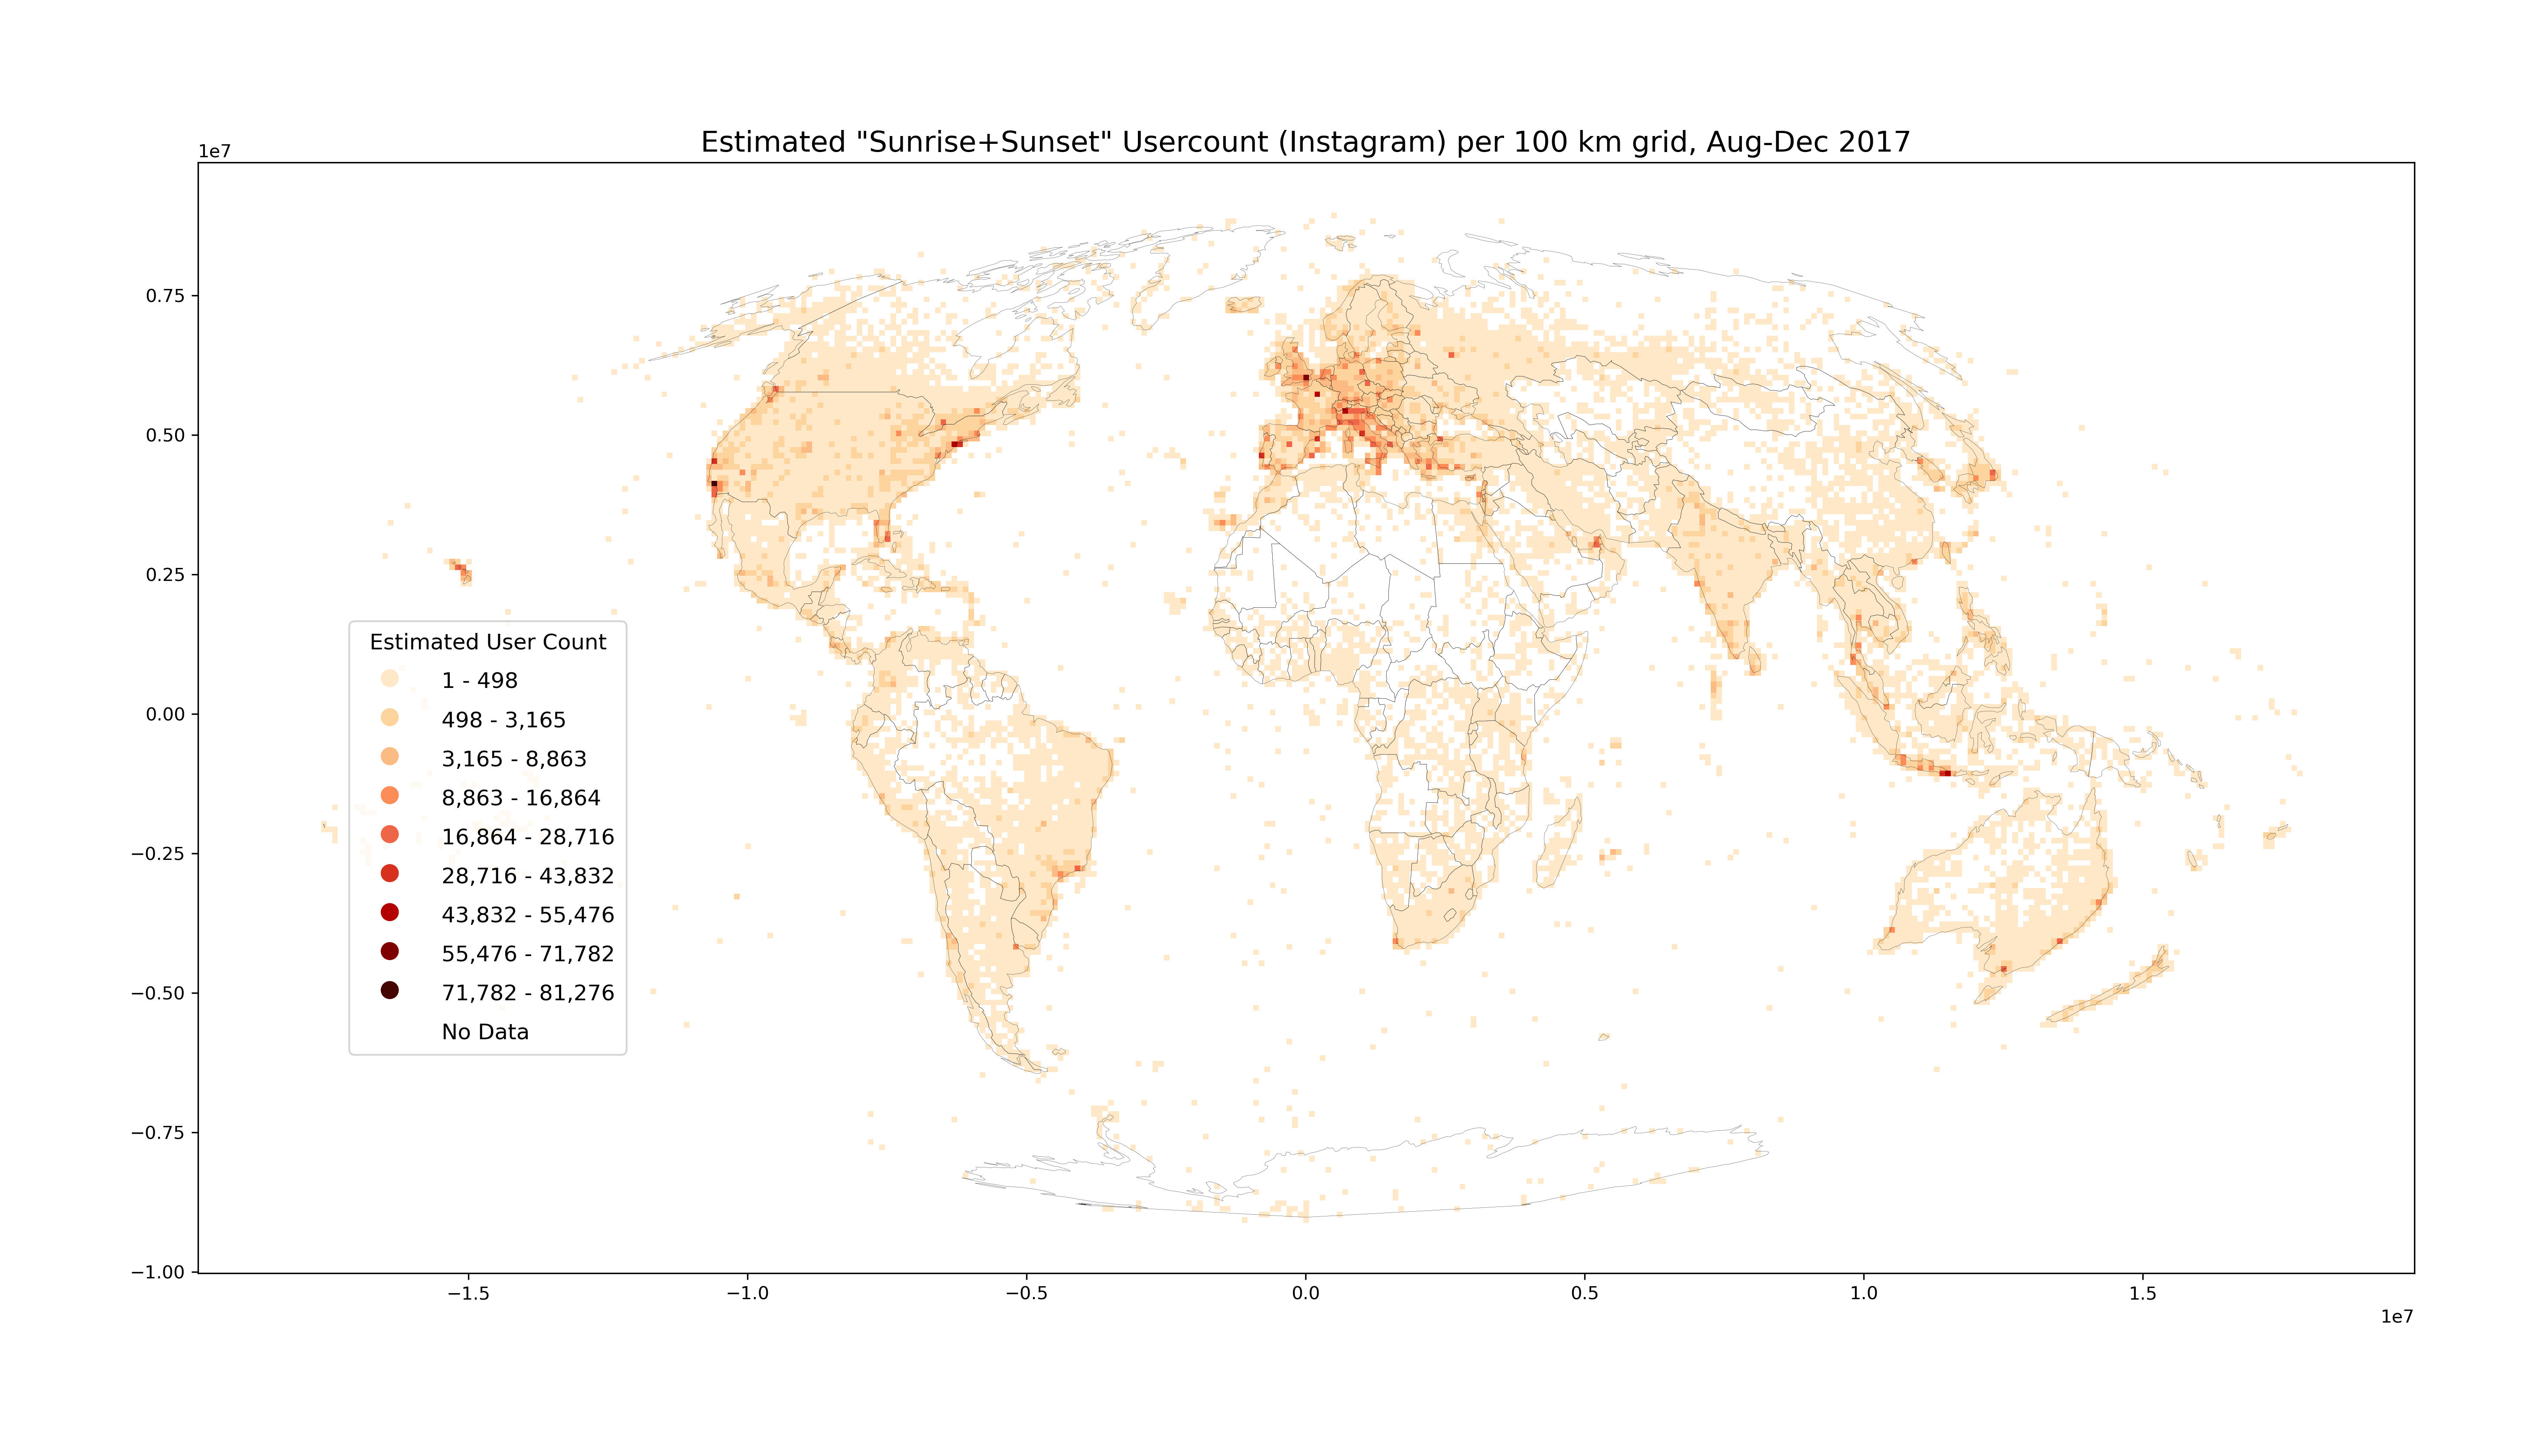 Estimated "Sunrise+Sunset" Usercount (Instagram) per 100 km grid, Aug-Dec 2017
1e7
0.75
0.50
0.25
0.00
−0.25
−0.50
−0.75
−1.00
Estimated User Count
1 - 498
498 - 3,165
3,165 - 8,863
8,863 - 16,864
16,864 - 28,716
28,716 - 43,832
43,832 - 55,476
55,476 - 71,782
71,782 - 81,276
No Data
−1.5 −1.0 −0.5 0.0 0.5 1.0 1.5
1e7